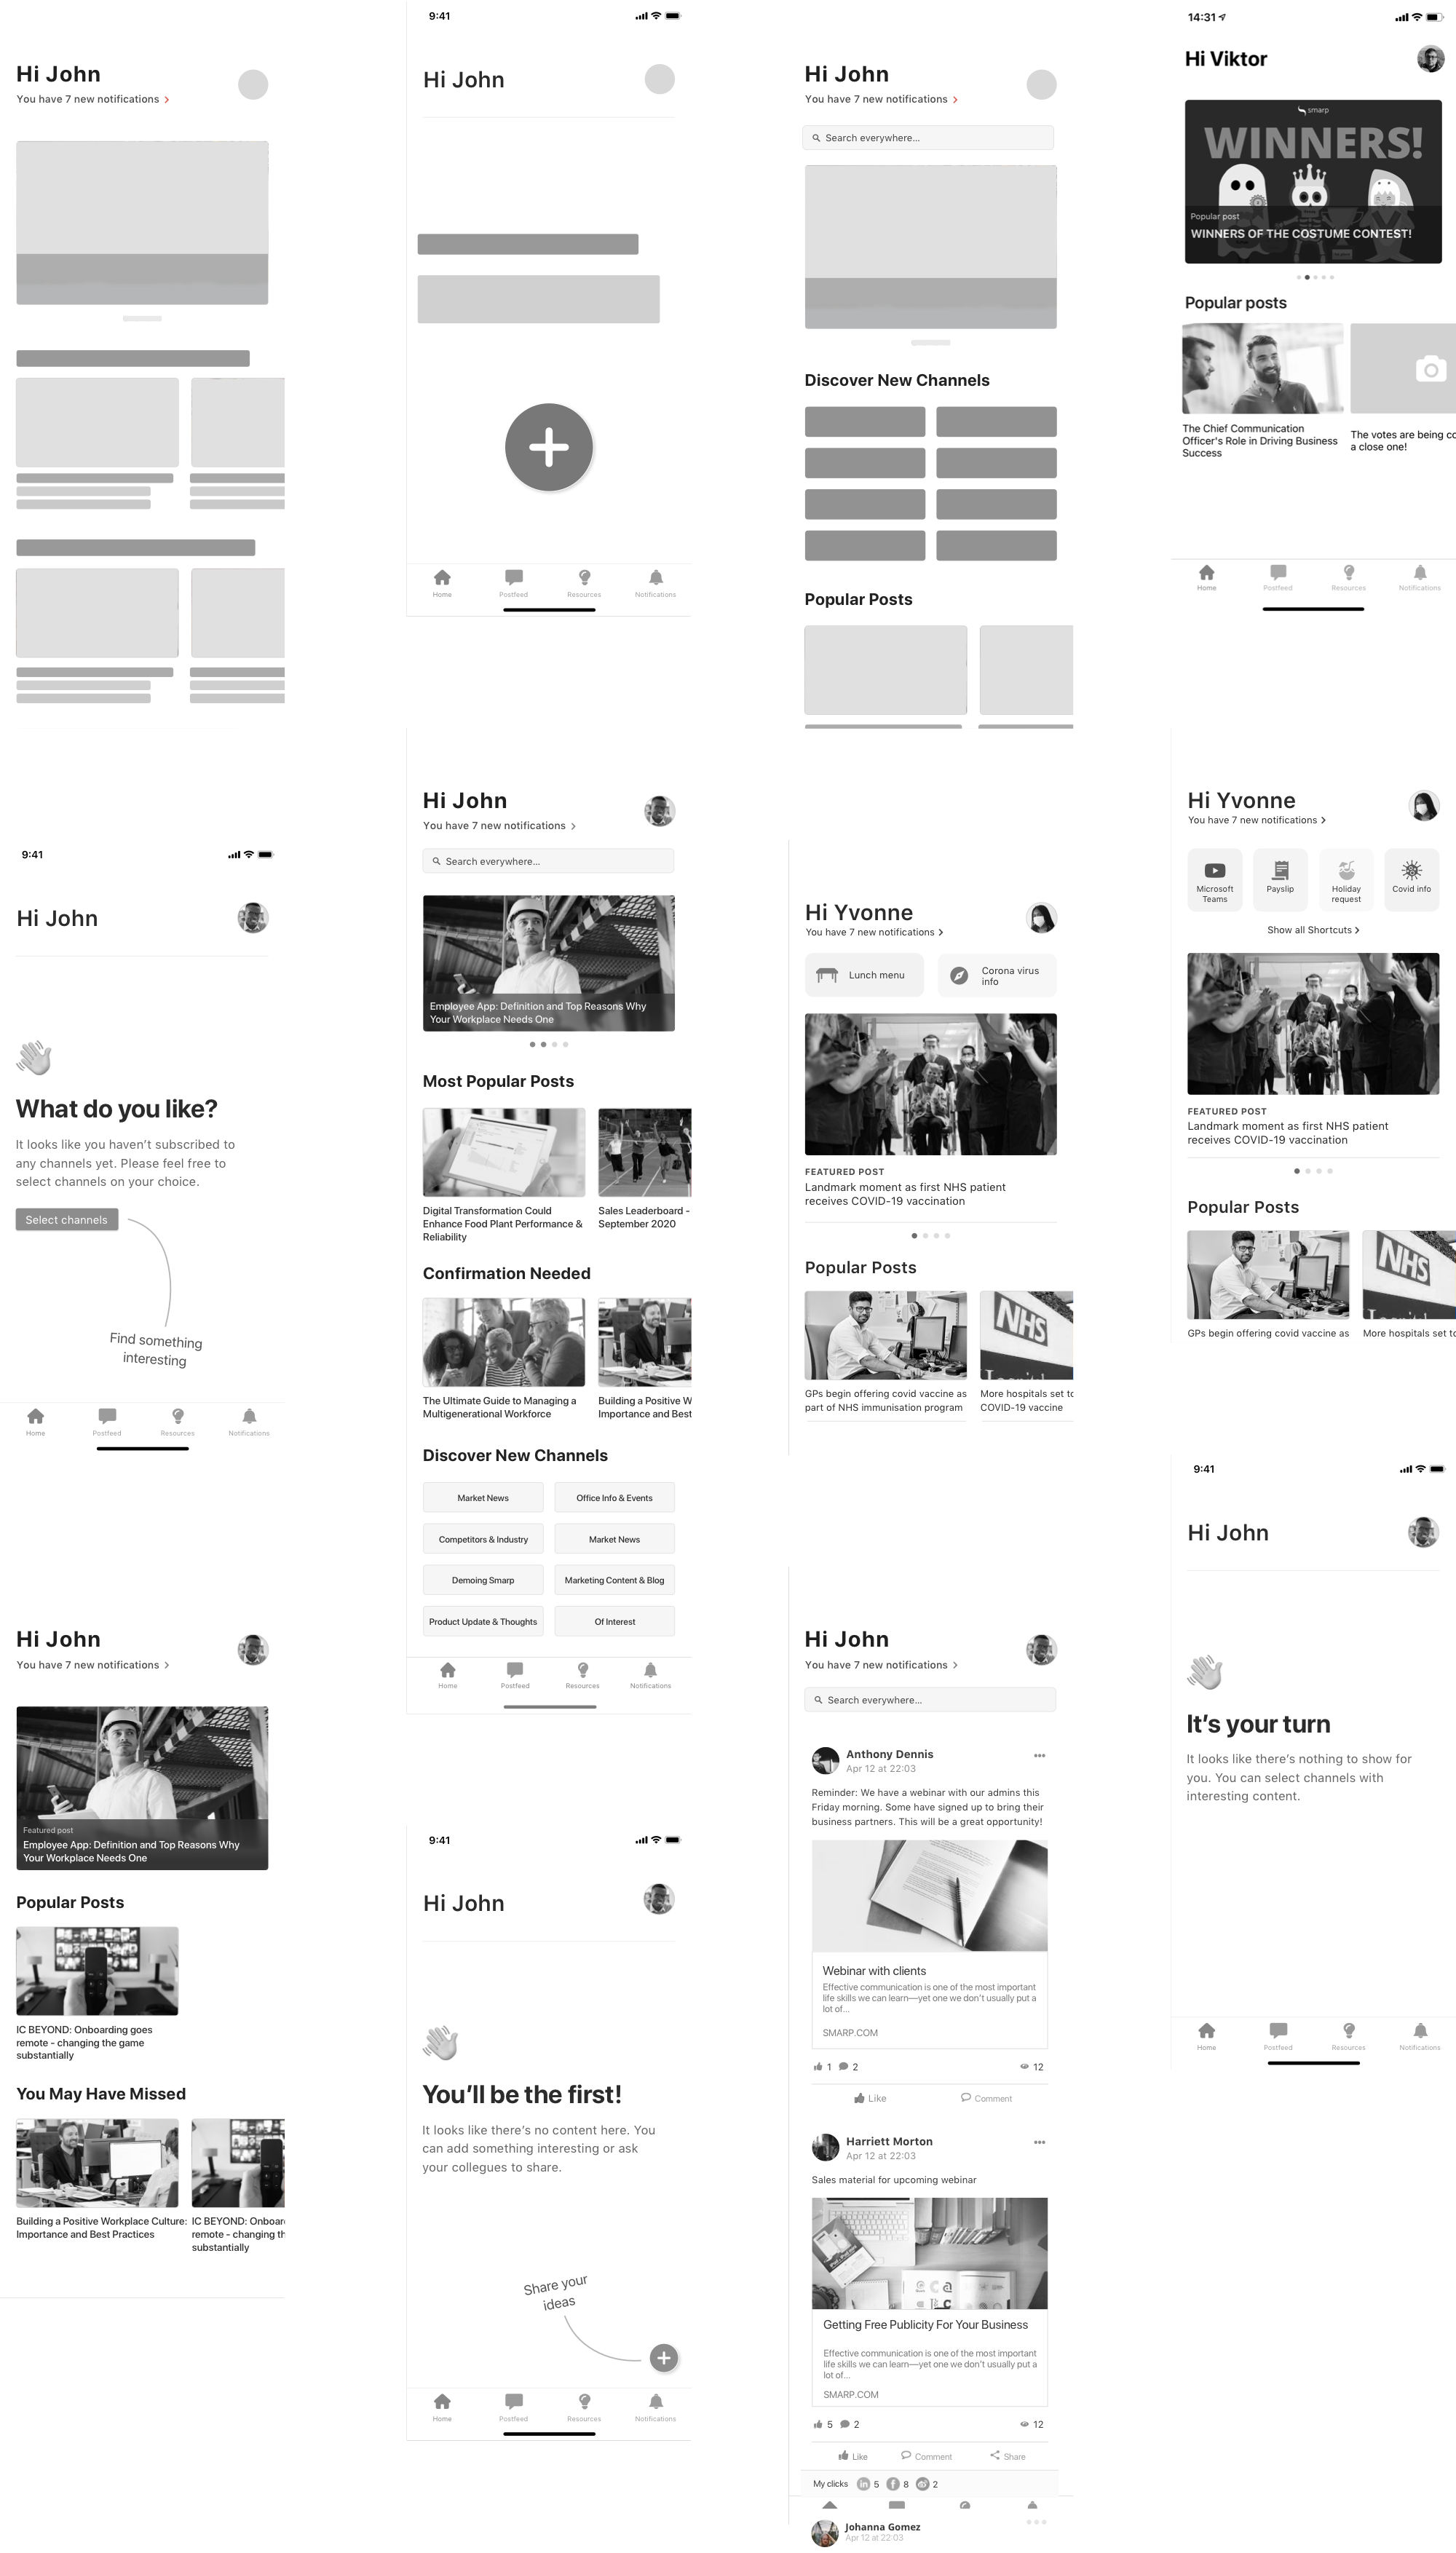 Hi John
You have 7 new notifications
9:41
Hi John
Home
Postfeed
Resources
Notifications
Hi John
You have 7 new notifications
Search everywhere...
Discover New Channels
Popular Posts
14:31
Hi Viktor
smarp
WINNERS!
Popular post
WINNERS OF THE COSTUME CONTEST!
Popular posts
The Chief Communication
Officer's Role in Driving Business
Success
The votes are being co
a close one!
Home
Postfeed
Resources
Notifications
9:41
Hi John
What do you like?
It looks like you haven't subscribed to
any channels yet. Please feel free to
select channels on your choice.
Select channels
Find something
interesting
Home
Postfeed
Resources
Notifications
Hi John
You have 7 new notifications
Search everywhere...
Employee App: Definition and Top Reasons Why
Your Workplace Needs One
Most Popular Posts
Digital Transformation Could
Enhance Food Plant Performance &
Reliability
Sales Leaderboard -
September 2020
Confirmation Needed
The Ultimate Guide to Managing a
Multigenerational Workforce
Building a Positive W
Importance and Best
Discover New Channels
Market News
Office Info & Events
Competitors & Industry
Market News
Demoing Smarp
Marketing Content & Blog
Product Update & Thoughts
Of Interest
Home
Postfeed
Resources
Notifications
Hi Yvonne
You have 7 new notifications
Lunch menu
Corona virus
info
FEATURED POST
Landmark moment as first NHS patient
receives COVID-19 vaccination
Popular Posts
NHS
GPs begin offering covid vaccine as
part of NHS immunisation program
More hospitals set to
COVID-19 vaccine
Hi Yvonne
You have 7 new notifications
Microsoft
Teams
Payslip
Holiday
request
Covid info
Show all Shortcuts
FEATURED POST
Landmark moment as first NHS patient
receives COVID-19 vaccination
Popular Posts
NHS
GPs begin offering covid vaccine as
More hospitals set to
Hi John
You have 7 new notifications
Featured post
Employee App: Definition and Top Reasons Why
Your Workplace Needs One
Popular Posts
IC BEYOND: Onboarding goes
remote - changing the game
substantially
You May Have Missed
Building a Positive Workplace Culture:
Importance and Best Practices
IC BEYOND: Onboar
remote - changing th
substantially
9:41
Hi John
You'll be the first!
It looks like there's no content here. You
can add something interesting or ask
your collegues to share.
Share your
ideas
Home
Postfeed
Resources
Notifications
Hi John
You have 7 new notifications
Search everywhere...
Anthony Dennis
Apr 12 at 22:03
Reminder: We have a webinar with our admins this
Friday morning. Some have signed up to bring their
business partners. This will be a great opportunity!
Webinar with clients
Effective communication is one of the most important
life skills we can learn—yet one we don't usually put a
lot of...
SMARP.COM
1
2
12
Like
Comment
Harriett Morton
Apr 12 at 22:03
Sales material for upcoming webinar
Getting Free Publicity For Your Business
Effective communication is one of the most important
life skills we can learn—yet one we don't usually put a
lot of...
SMARP.COM
5
2
12
Like
Comment
Share
My clicks
in
5
f
8
2
Johanna Gomez
Apr 12 at 22:03
9:41
Hi John
It's your turn
It looks like there's nothing to show for
you. You can select channels with
interesting content.
Home
Postfeed
Resources
Notifications